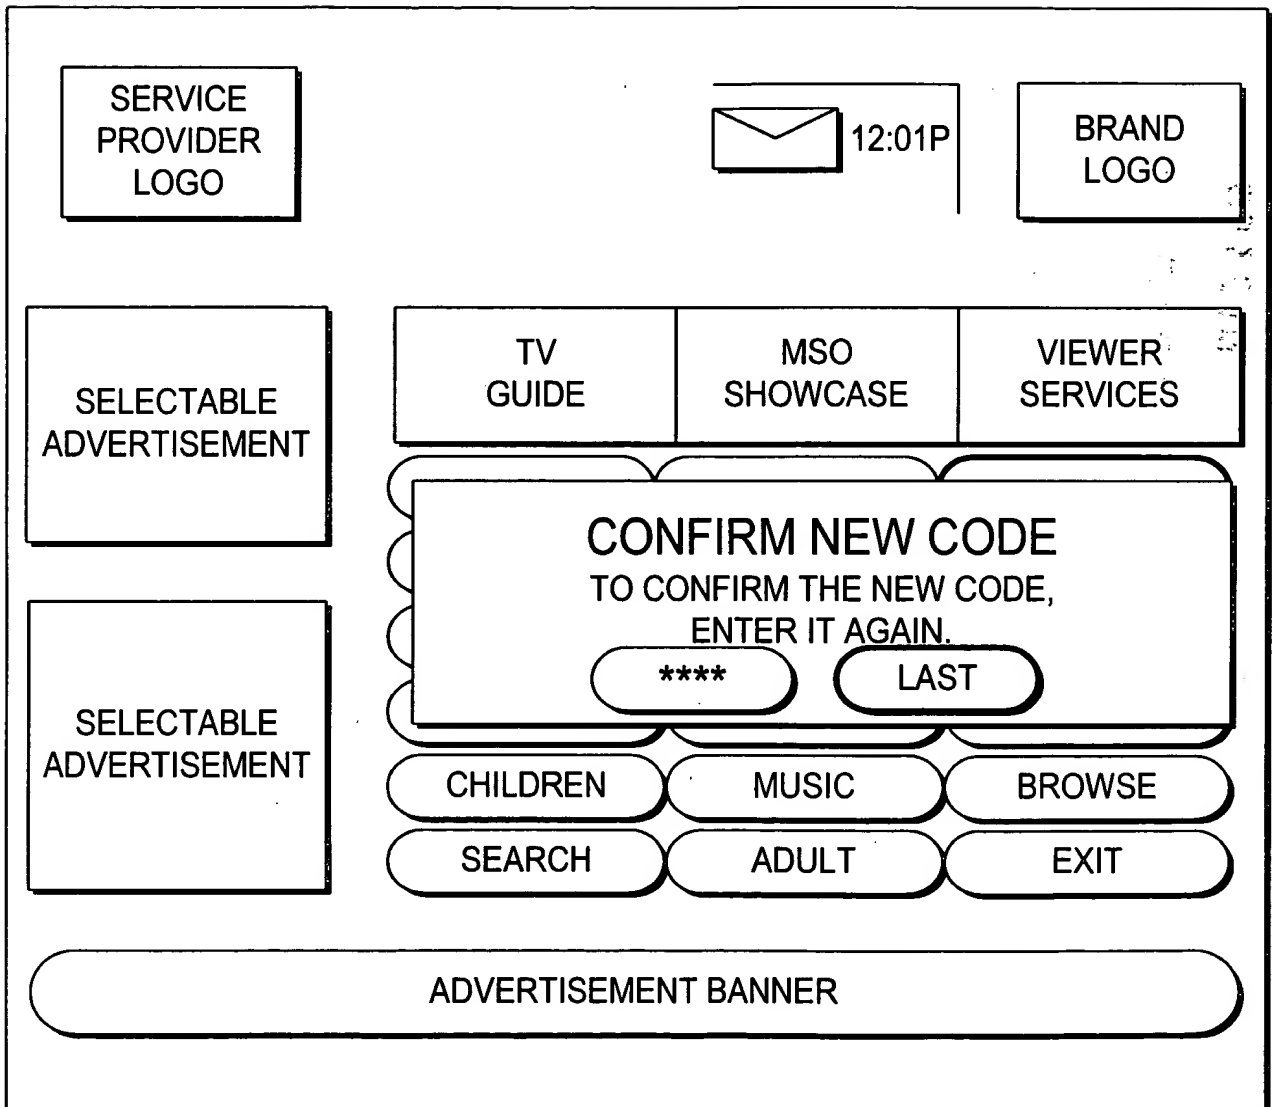 SERVICE
PROVIDER
LOGO
12:01P
BRAND
LOGO
SELECTABLE
ADVERTISEMENT
TV
GUIDE
MSO
SHOWCASE
VIEWER
SERVICES
CONFIRM NEW CODE
TO CONFIRM THE NEW CODE,
ENTER IT AGAIN.
****
LAST
SELECTABLE
ADVERTISEMENT
CHILDREN
MUSIC
BROWSE
SEARCH
ADULT
EXIT
ADVERTISEMENT BANNER